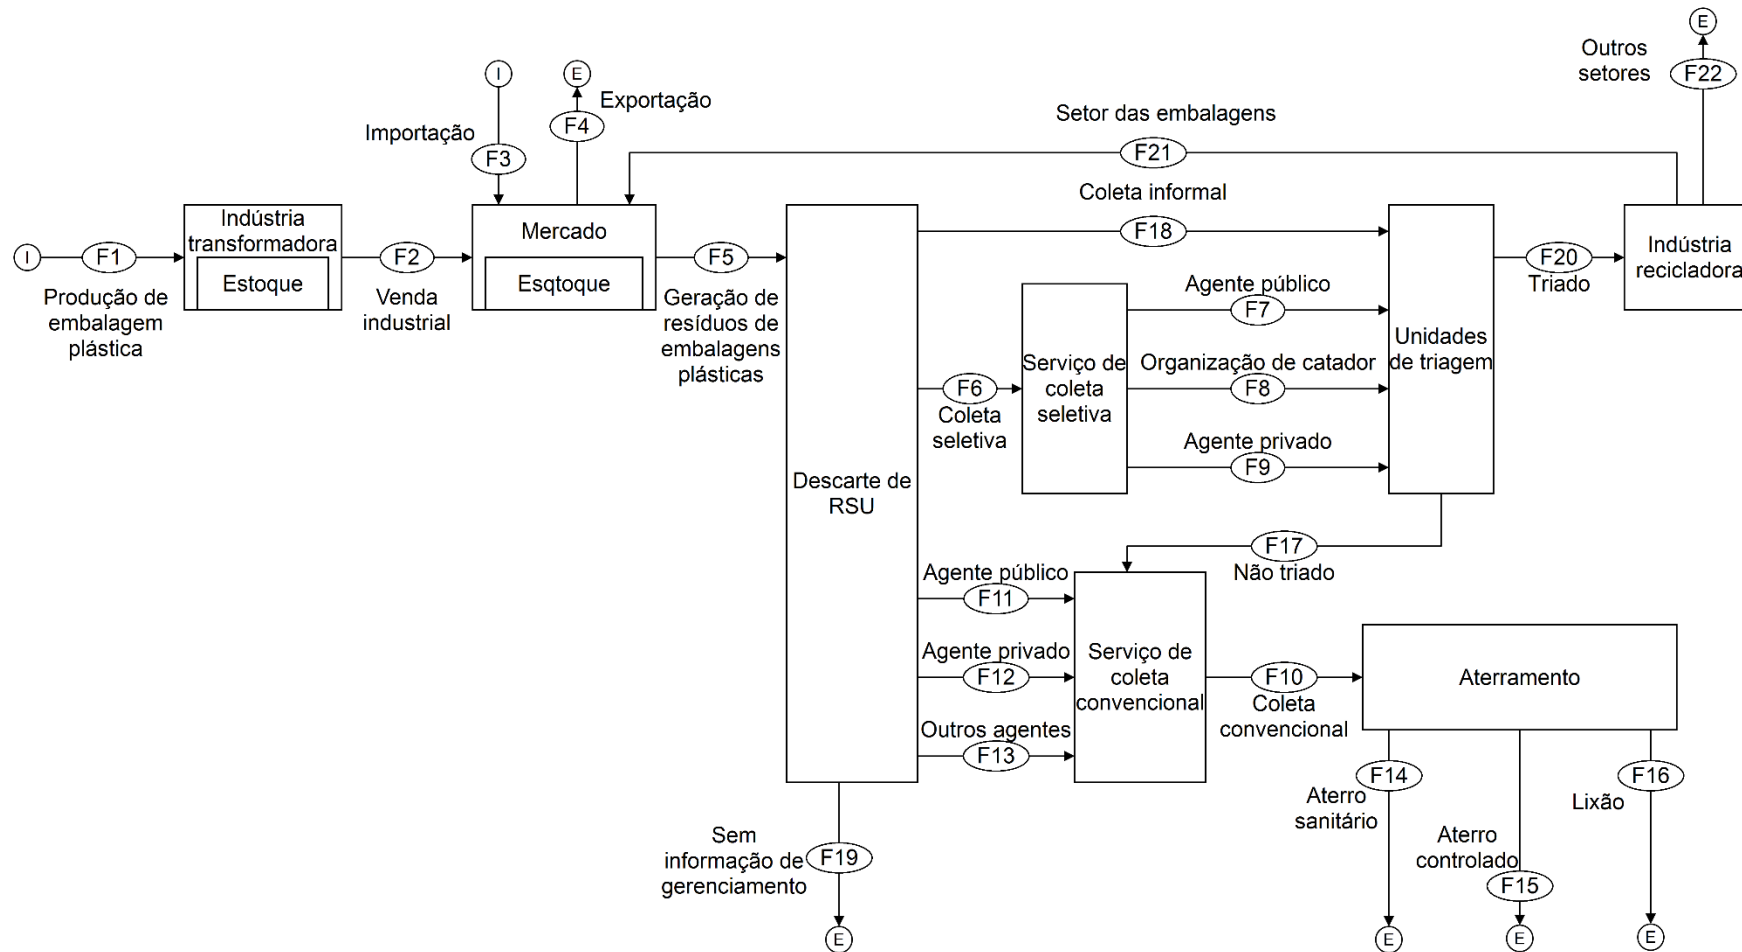 E
Outros
setores
F22
I
E
Exportação
F4
Importação
F3
Setor das embalagens
F21
Coleta informal
F18
Indústria
transformadora
Estoque
Mercado
Esqtoque
I
F1
Produção de
embalagem
plástica
F2
Venda
industrial
F5
Geração de
resíduos de
embalagens
plásticas
Descarte de
RSU
F6
Coleta
seletiva
Serviço de
coleta
seletiva
Agente público
F7
Organização de catador
F8
Agente privado
F9
Unidades
de triagem
F20
Triado
Indústria
recicladora
F17
Não triado
Agente público
F11
Agente privado
F12
Outros agentes
F13
Serviço de
coleta
convencional
F10
Coleta
convencional
Aterramento
F14
Aterro
sanitário
Aterro
controlado
F15
F16
Lixão
Sem
informação de
gerenciamento
F19
E
E
E
E